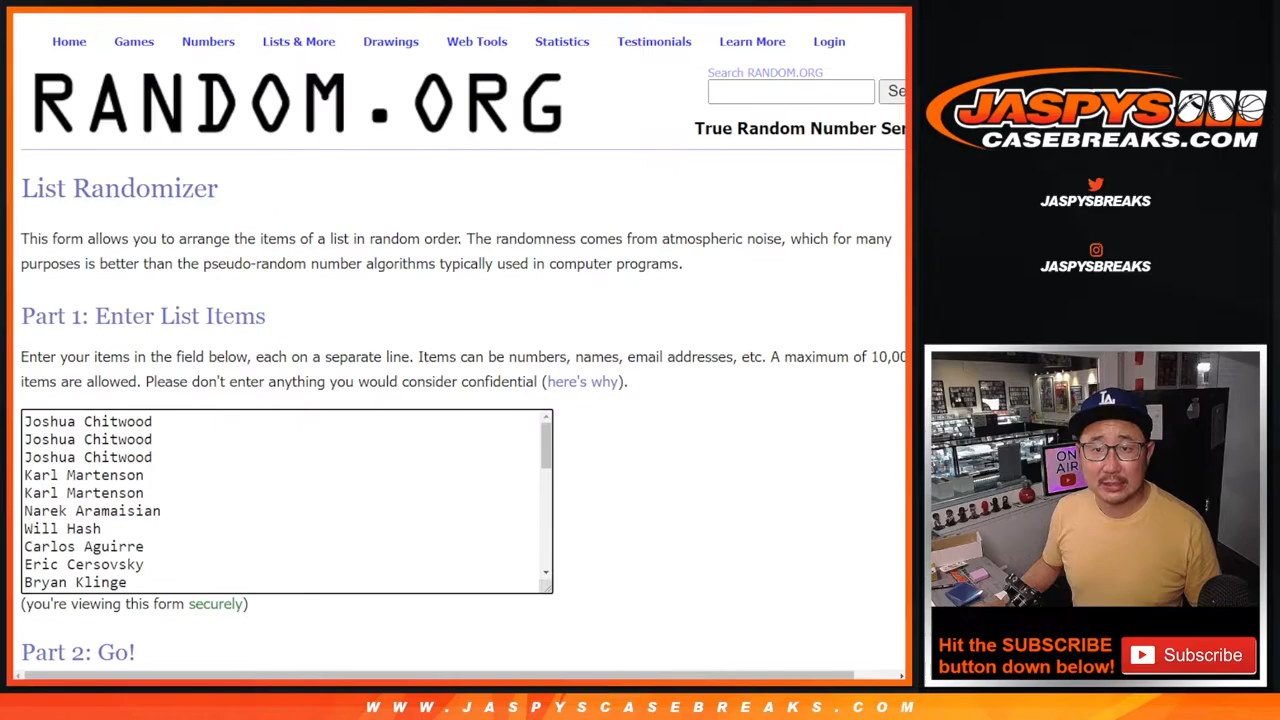 Home Games Numbers Lists & More Drawings Web Tools Statistics Testimonials Learn More Login
RANDOM.ORG
Search RANDOM.ORG
Se
True Random Number Ser
List Randomizer
This form allows you to arrange the items of a list in random order. The randomness comes from atmospheric noise, which for many
purposes is better than the pseudo-random number algorithms typically used in computer programs.
Part 1: Enter List Items
Enter your items in the field below, each on a separate line. Items can be numbers, names, email addresses, etc. A maximum of 10,00
items are allowed. Please don't enter anything you would consider confidential (here's why).
Joshua Chitwood
Joshua Chitwood
Joshua Chitwood
Karl Martenson
Karl Martenson
Narek Aramaisian
Will Hash
Carlos Aguirre
Eric Cersovsky
Bryan Klinge
(you're viewing this form securely)
Part 2: Go!
JASPYS
CASEBREAKS.COM
JASPYSBREAKS
JASPYSBREAKS
LA
ON
AIR
Hit the SUBSCRIBE
button down below!
Subscribe
WWW.JASPYSCASEBREAKS.COM